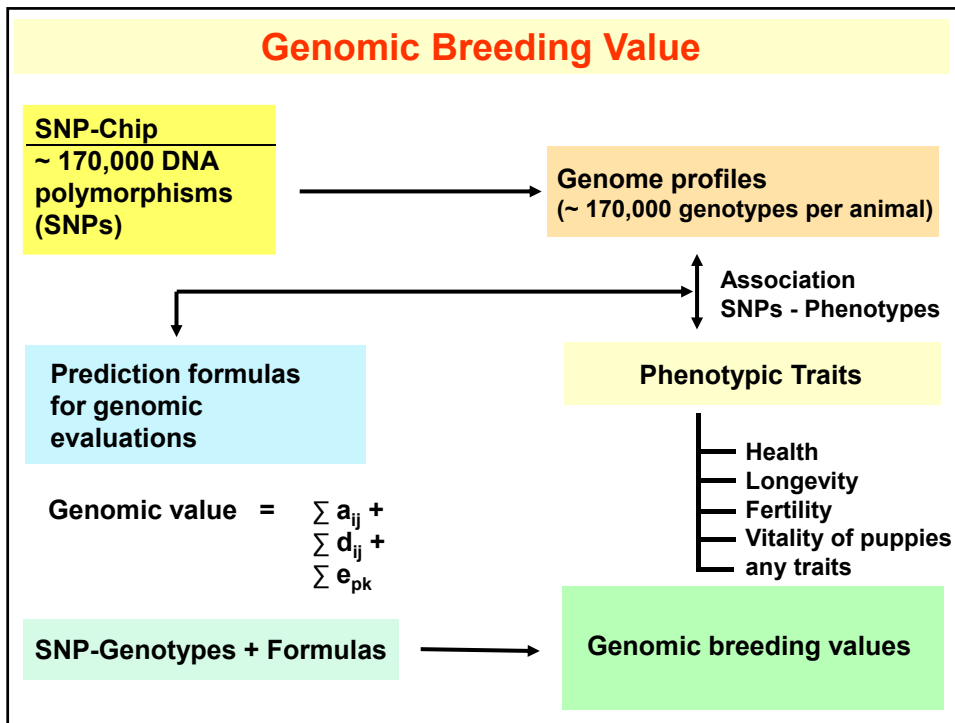 Genomic Breeding Value
SNP-Chip
~ 170,000 DNA
polymorphisms
(SNPs)
Genome profiles
(~ 170,000 genotypes per animal)
Association
SNPs - Phenotypes
Prediction formulas
for genomic
evaluations
Phenotypic Traits
Health
Longevity
Fertility
Vitality of puppies
any traits
Genomic value = ∑ aij +
∑ dij +
∑ epk
SNP-Genotypes + Formulas
Genomic breeding values